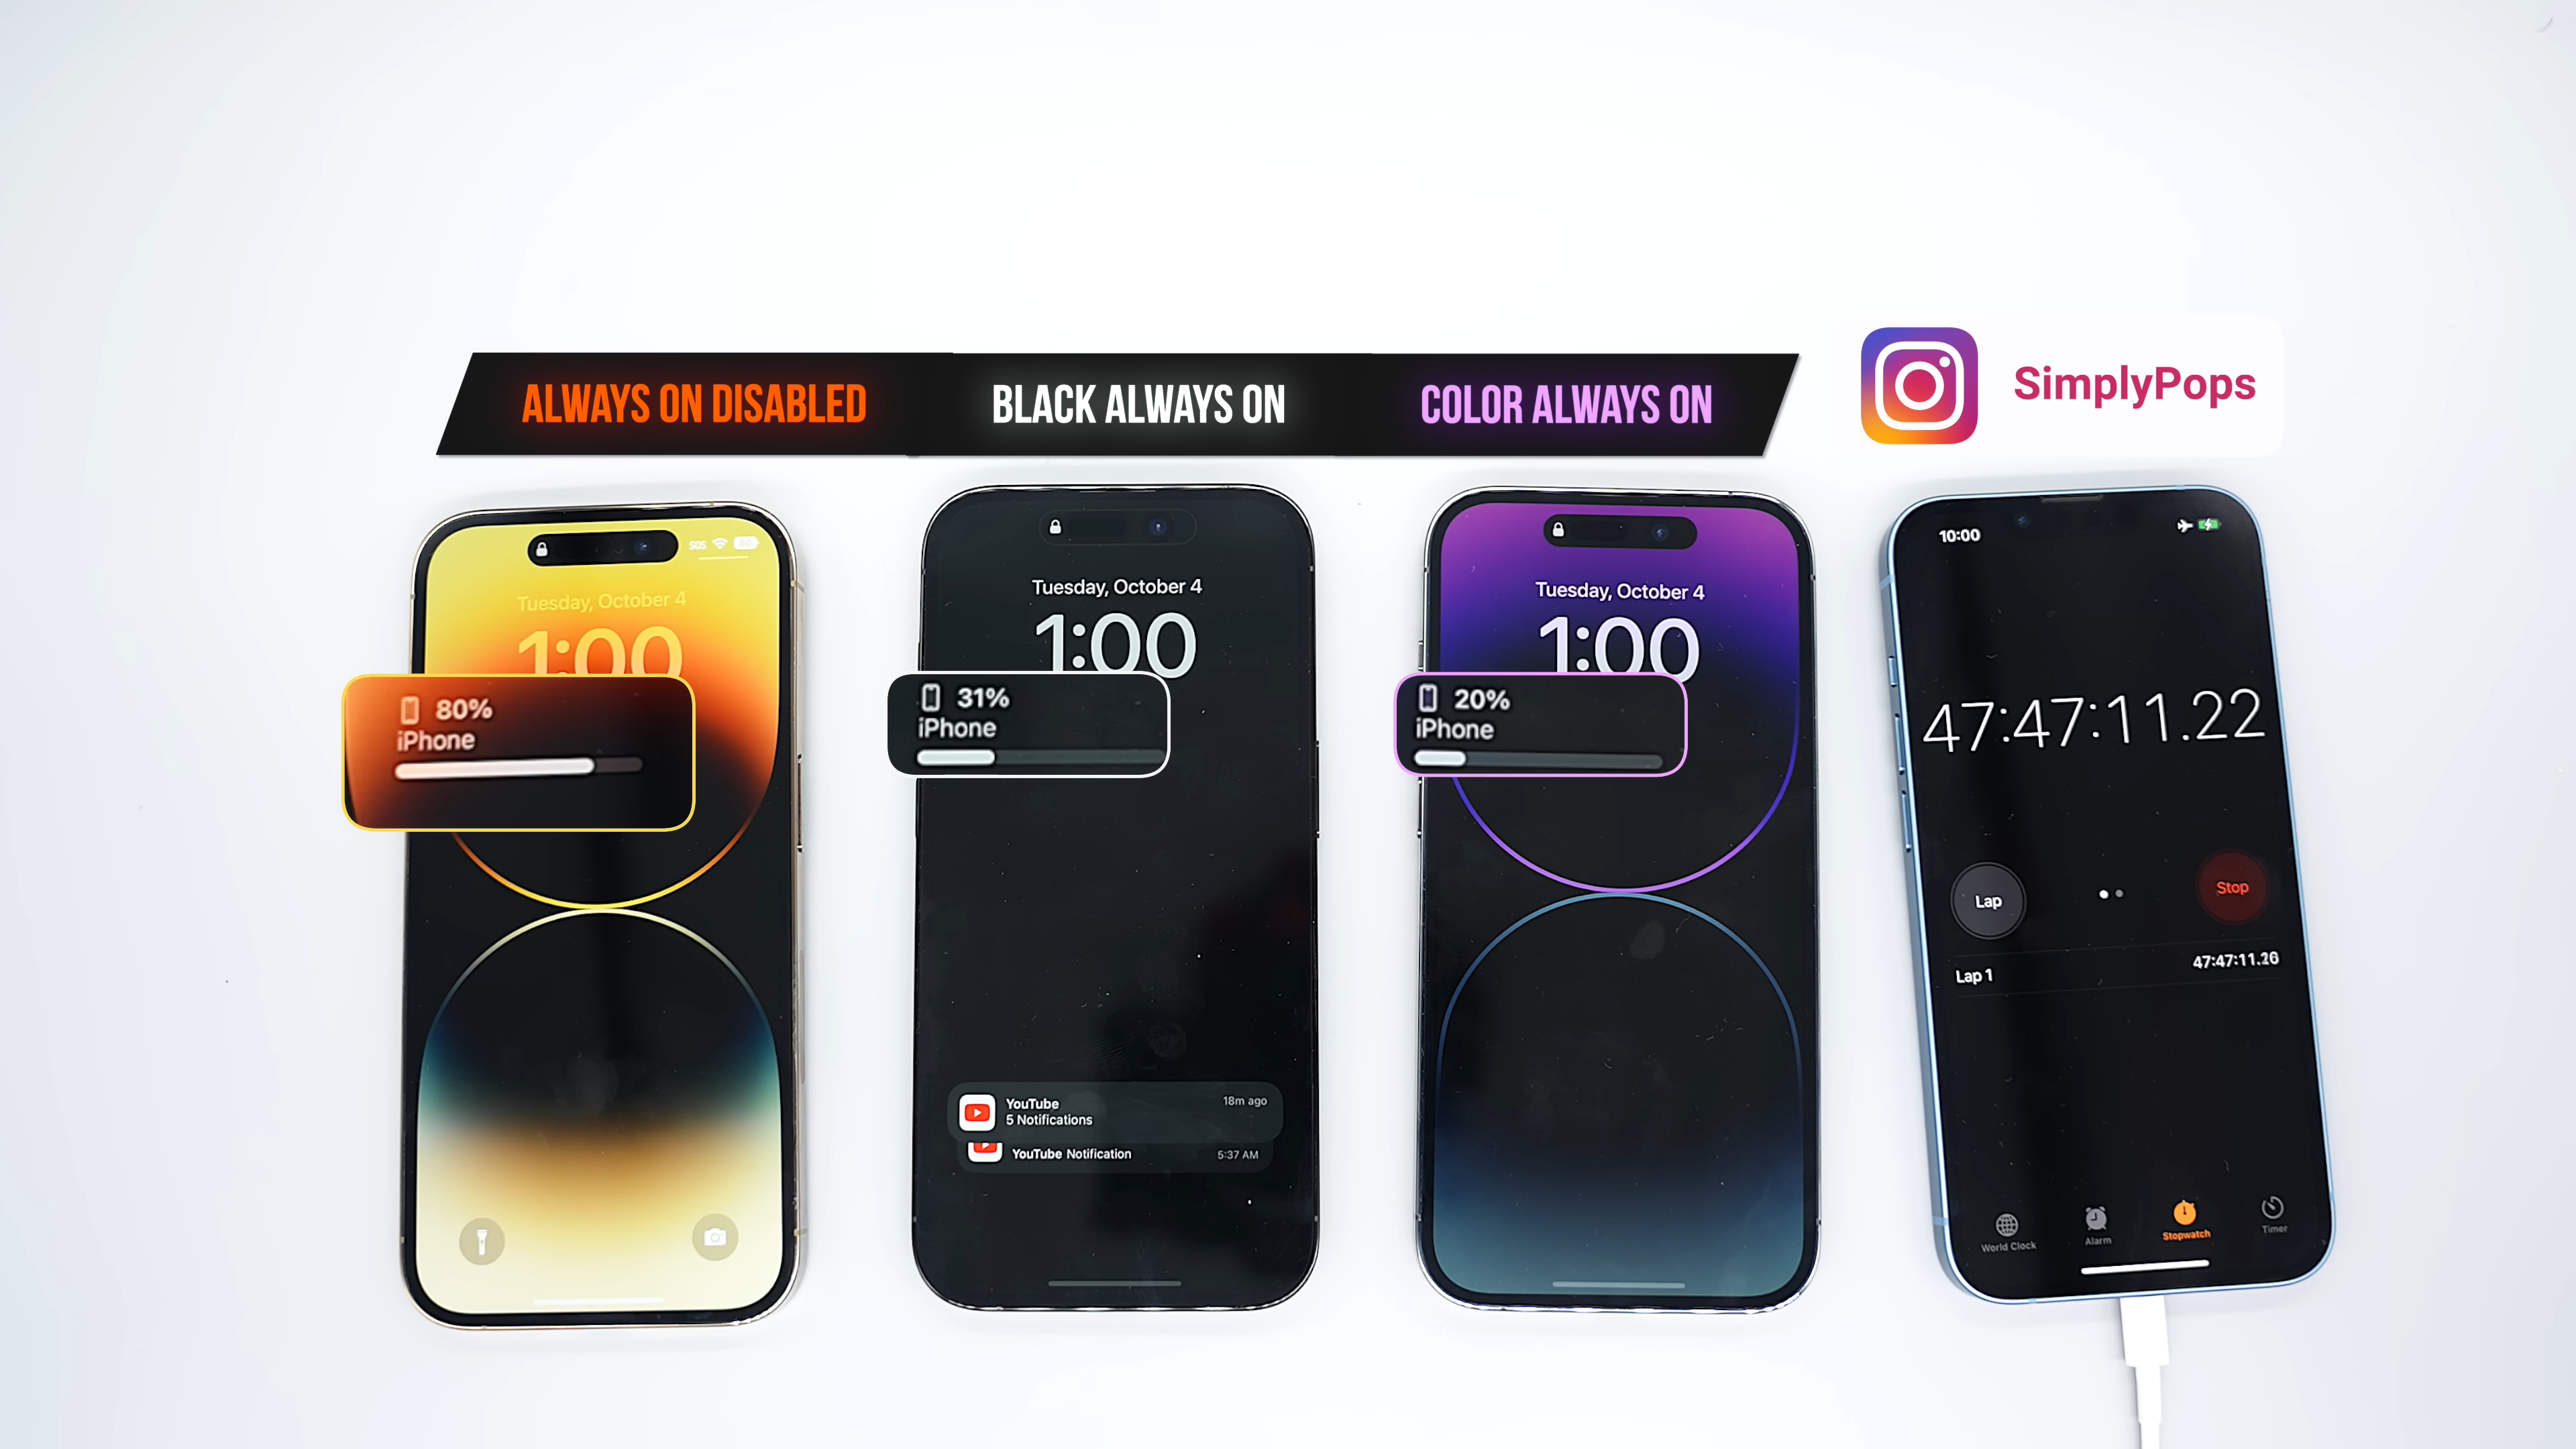 ALWAYS ON DISABLED
BLACK ALWAYS ON
COLOR ALWAYS ON
SimplyPops
SOS 80
Tuesday, October 4
1:00
80%
iPhone
Tuesday, October 4
1:00
31%
iPhone
YouTube 18m ago
5 Notifications
YouTube Notification 5:37 AM
Tuesday, October 4
1:00
20%
iPhone
10:00
47:47:11.22
Lap Stop
Lap 1 47:47:11.26
World Clock Alarm Stopwatch Timer